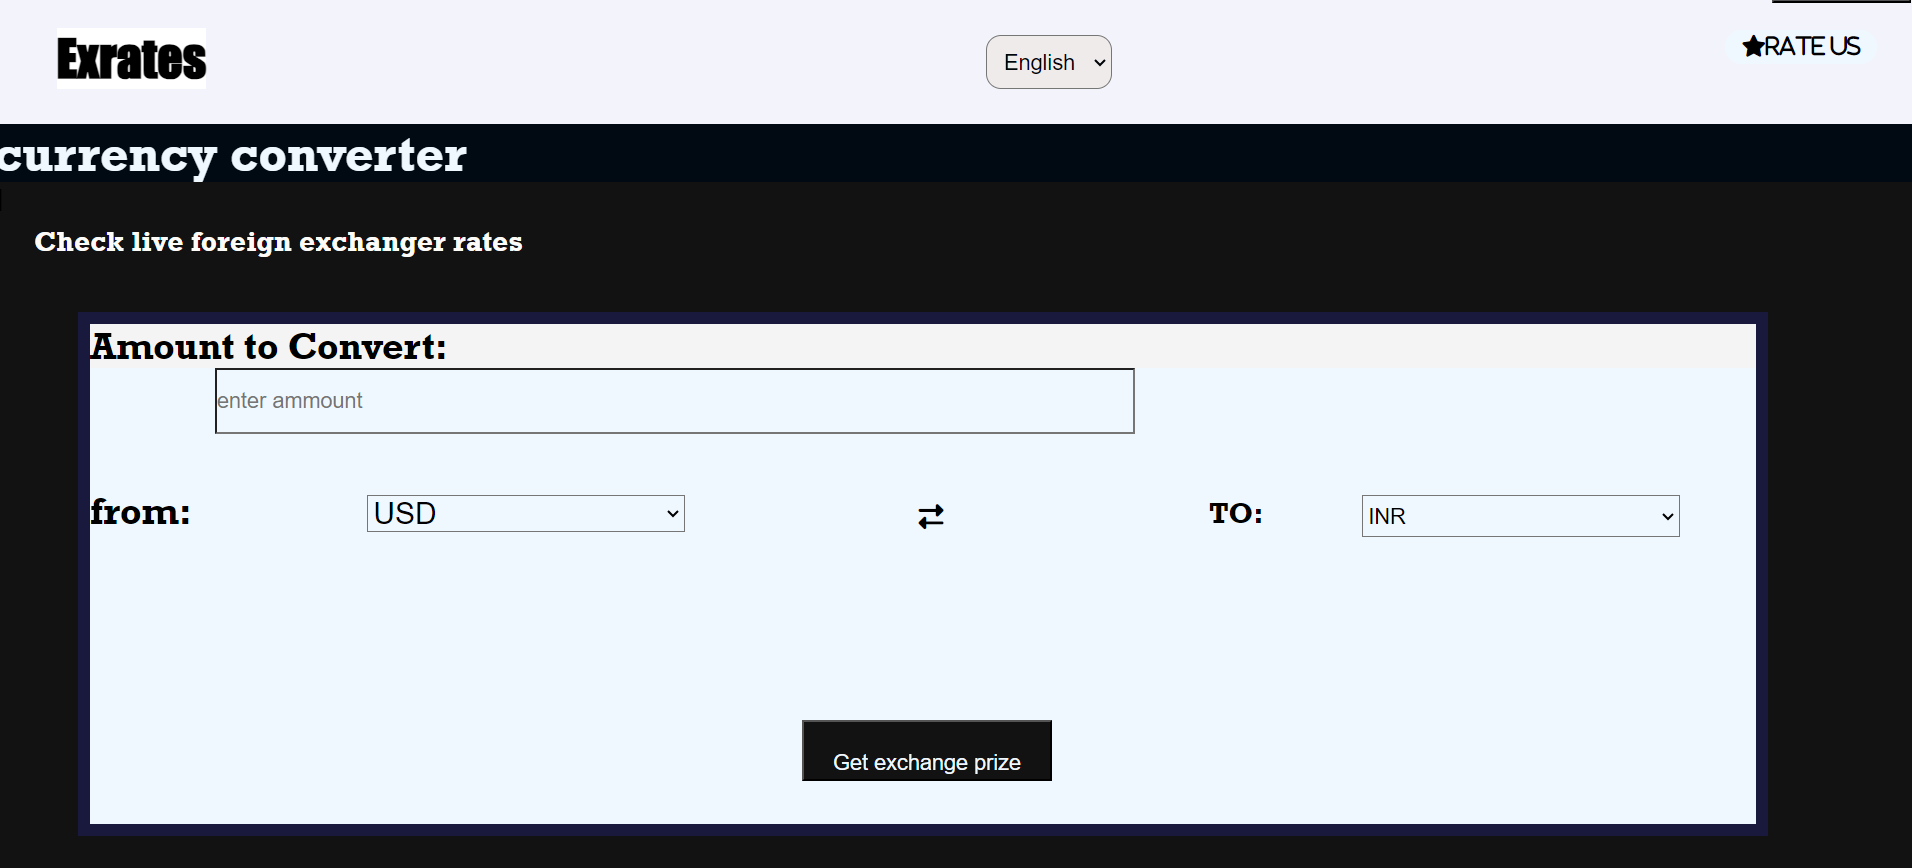 Exrates
English
RATE US
currency converter
Check live foreign exchanger rates
Amount to Convert:
enter ammount
from:
USD
TO:
INR
Get exchange prize